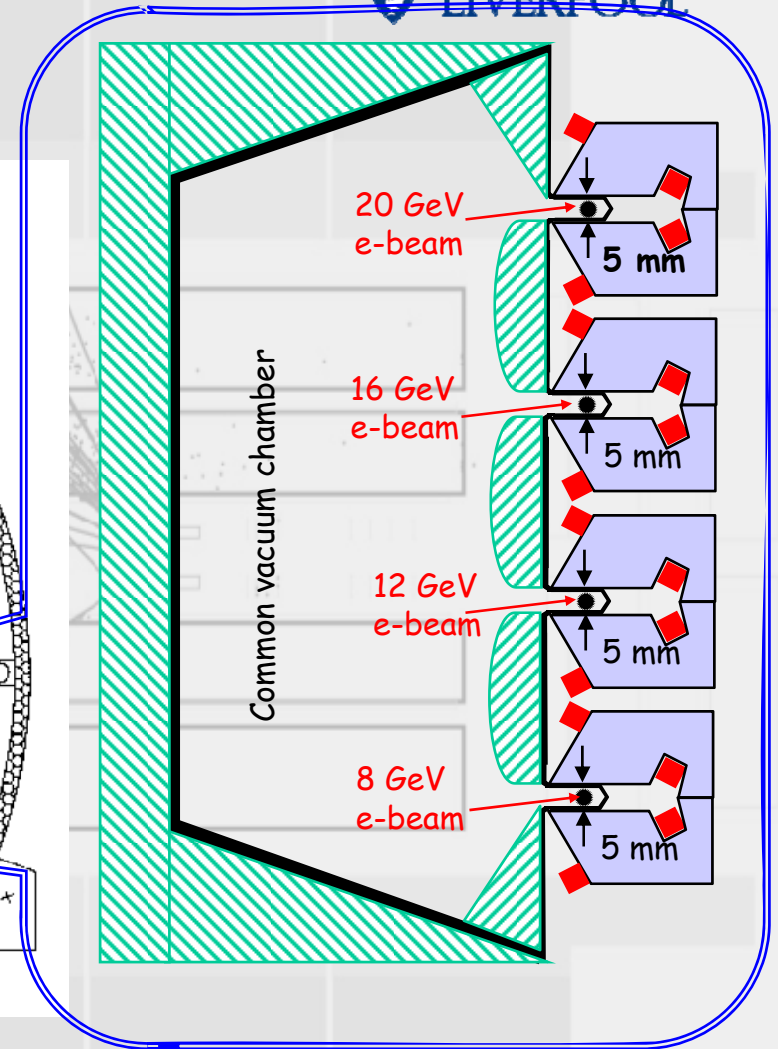 LIVERPOOL
20 GeV
e-beam
5 mm
16 GeV
e-beam
5 mm
Common vacuum chamber
12 GeV
e-beam
5 mm
8 GeV
e-beam
5 mm
x